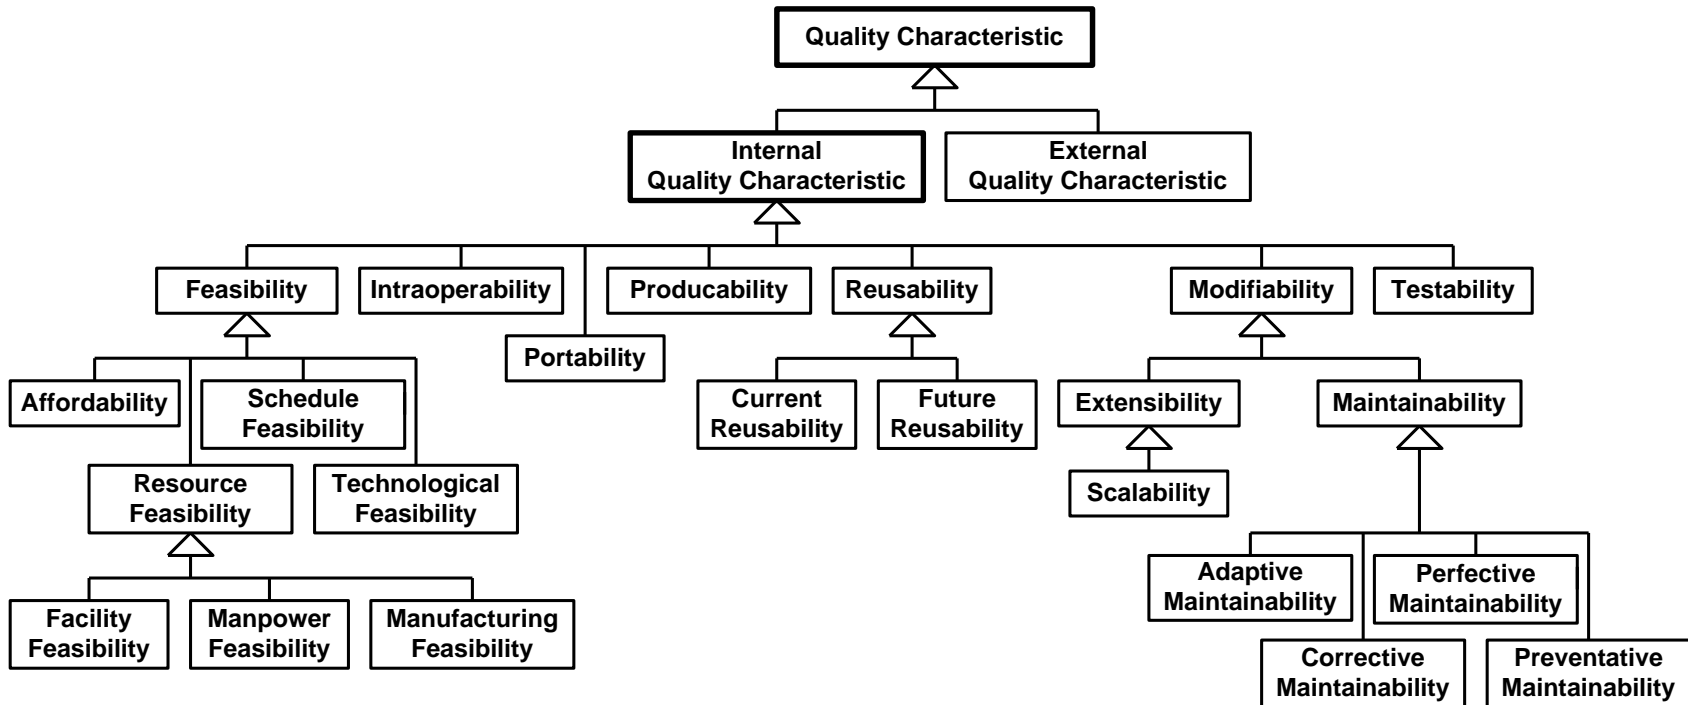 Quality Characteristic
Internal
Quality Characteristic
External
Quality Characteristic
Feasibility
Intraoperability
Producability
Reusability
Modifiability
Testability
Portability
Affordability
Schedule
Feasibility
Current
Reusability
Future
Reusability
Extensibility
Maintainability
Resource
Feasibility
Technological
Feasibility
Scalability
Adaptive
Maintainability
Perfective
Maintainability
Facility
Feasibility
Manpower
Feasibility
Manufacturing
Feasibility
Corrective
Maintainability
Preventative
Maintainability